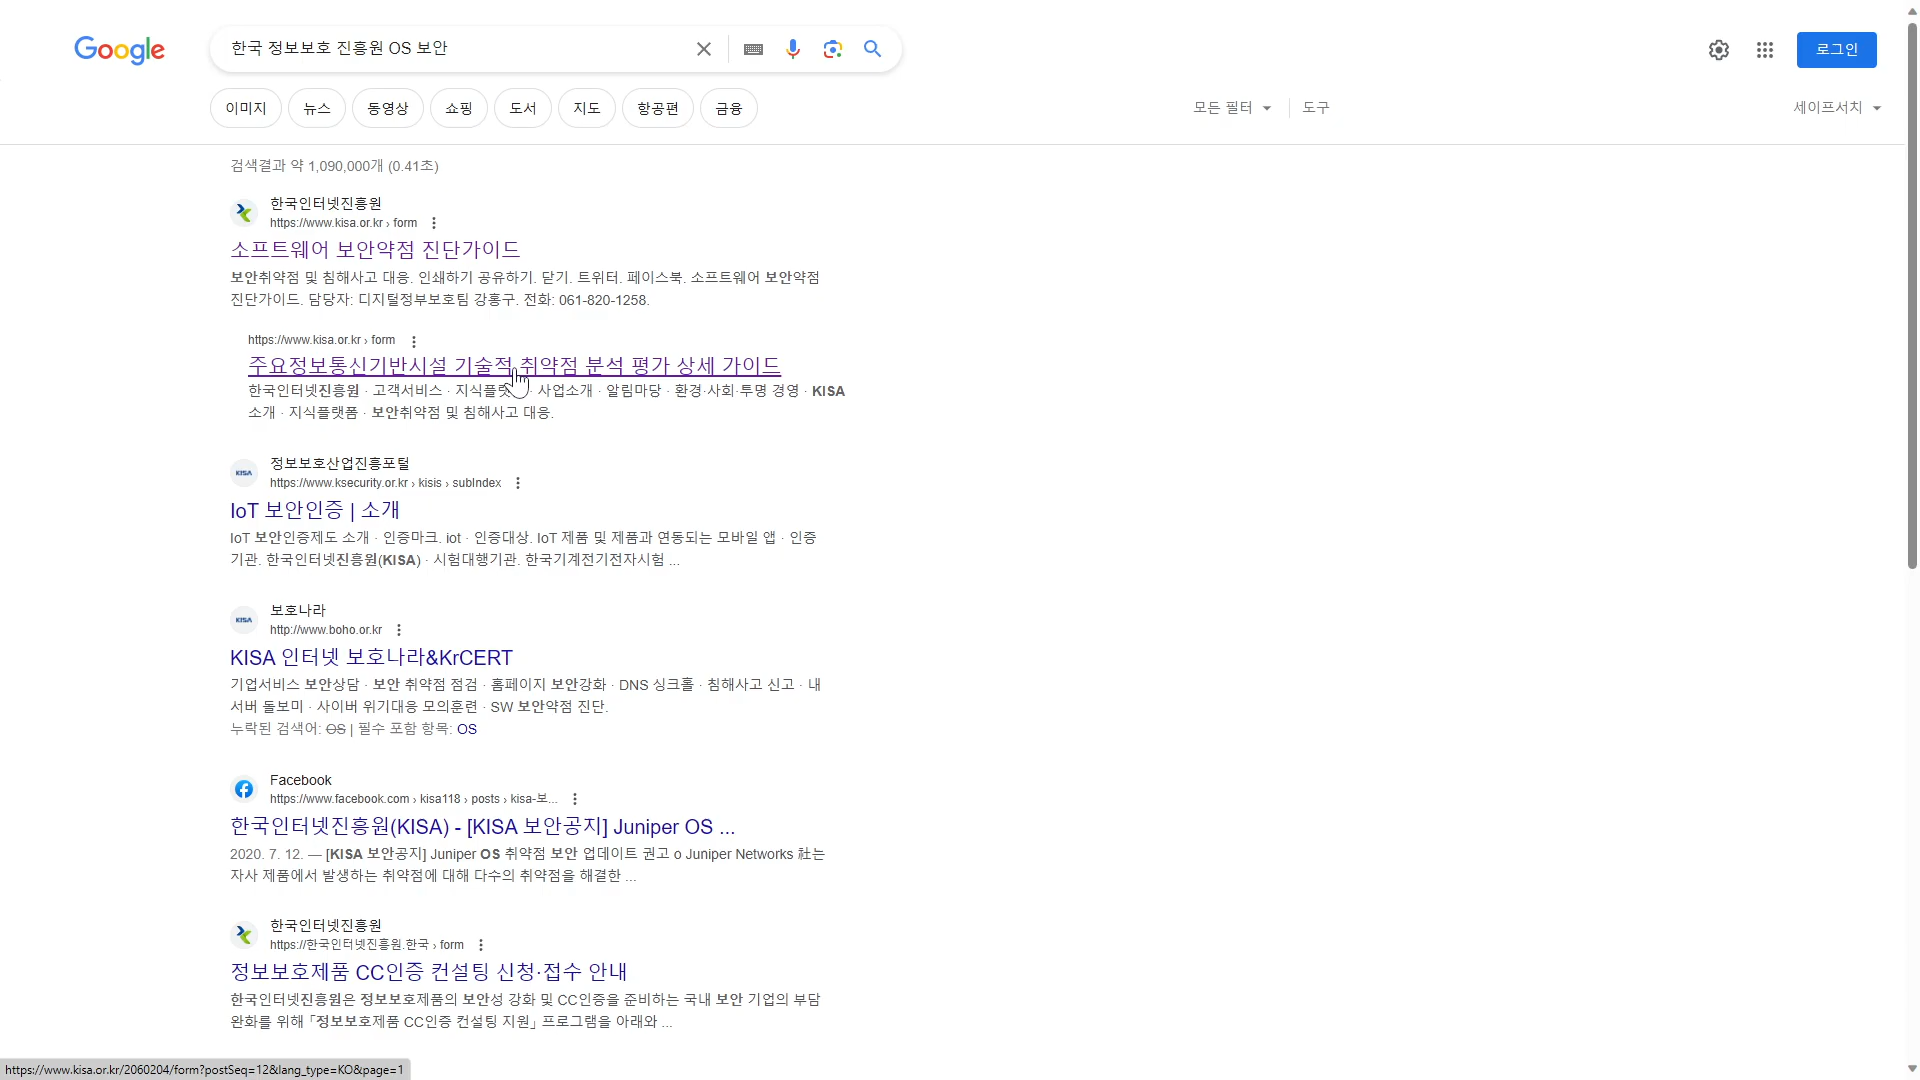 Google
한국 정보보호 진흥원 OS 보안
로그인
이미지
뉴스
동영상
쇼핑
도서
지도
항공편
금융
모든 필터
도구
세이프서치
검색결과 약 1,090,000개 (0.41초)
한국인터넷진흥원
https://www.kisa.or.kr › form
소프트웨어 보안약점 진단가이드
보안취약점 및 침해사고 대응. 인쇄하기 공유하기. 닫기. 트위터. 페이스북. 소프트웨어 보안약점
진단가이드. 담당자: 디지털정부보호팀 강홍구. 전화: 061-820-1258.
https://www.kisa.or.kr › form
주요정보통신기반시설 기술적 취약점 분석 평가 상세 가이드
한국인터넷진흥원 · 고객서비스 · 지식플랫 · 사업소개 · 알림마당 · 환경·사회·투명 경영 · KISA
소개 · 지식플랫폼 · 보안취약점 및 침해사고 대응.
정보보호산업진흥포털
https://www.ksecurity.or.kr › kisis › subIndex
IoT 보안인증 | 소개
IoT 보안인증제도 소개 · 인증마크. iot · 인증대상. IoT 제품 및 제품과 연동되는 모바일 앱 · 인증
기관. 한국인터넷진흥원(KISA) · 시험대행기관. 한국기계전기전자시험 ...
보호나라
http://www.boho.or.kr
KISA 인터넷 보호나라&KrCERT
기업서비스 보안상담 · 보안 취약점 점검 · 홈페이지 보안강화 · DNS 싱크홀 · 침해사고 신고 · 내
서버 돌보미 · 사이버 위기대응 모의훈련 · SW 보안약점 진단.
누락된 검색어: OS | 필수 포함 항목: OS
Facebook
https://www.facebook.com › kisa118 › posts › kisa-보...
한국인터넷진흥원(KISA) - [KISA 보안공지] Juniper OS ...
2020. 7. 12. — [KISA 보안공지] Juniper OS 취약점 보안 업데이트 권고 o Juniper Networks 社는
자사 제품에서 발생하는 취약점에 대해 다수의 취약점을 해결한 ...
한국인터넷진흥원
https://한국인터넷진흥원.한국 › form
정보보호제품 CC인증 컨설팅 신청·접수 안내
한국인터넷진흥원은 정보보호제품의 보안성 강화 및 CC인증을 준비하는 국내 보안 기업의 부담
완화를 위해 「정보보호제품 CC인증 컨설팅 지원」 프로그램을 아래와 ...
https://www.kisa.or.kr/2060204/form?postSeq=12&lang_type=KO&page=1